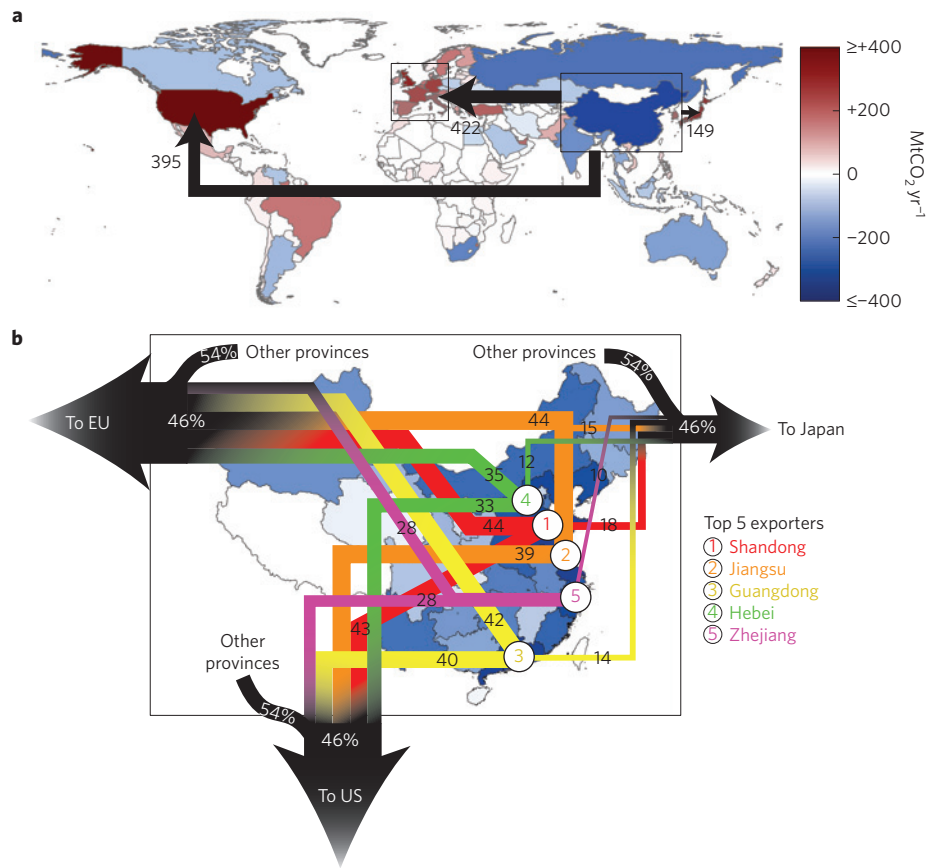 a
≥+400
+200
0
−200
≤−400
MtCO2 yr−1
395
422
149
b
54%
Other provinces
Other provinces
54%
To EU
46%
44
15
46%
To Japan
12
10
35
33
4
44
1
18
28
39
2
Top 5 exporters
1 Shandong
2 Jiangsu
3 Guangdong
4 Hebei
5 Zhejiang
28
5
43
42
Other
provinces
40
3
14
54%
46%
To US